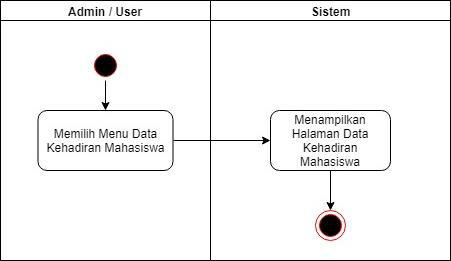 Admin / User
Sistem
Memilih Menu Data
Kehadiran Mahasiswa
Menampilkan
Halaman Data
Kehadiran
Mahasiswa